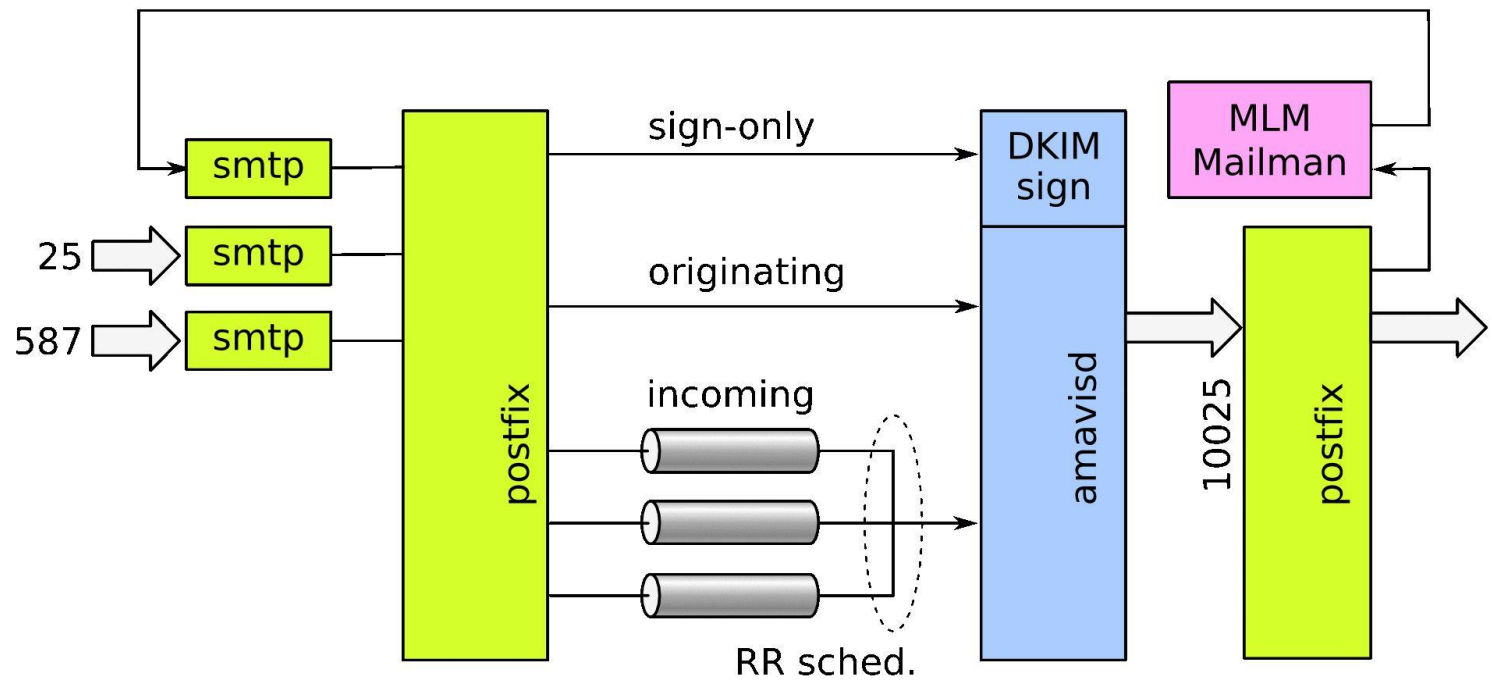 sign-only
DKIM
sign
MLM
Mailman
smtp
25
smtp
originating
587
smtp
incoming
postfix
amavisd
10025
postfix
RR sched.